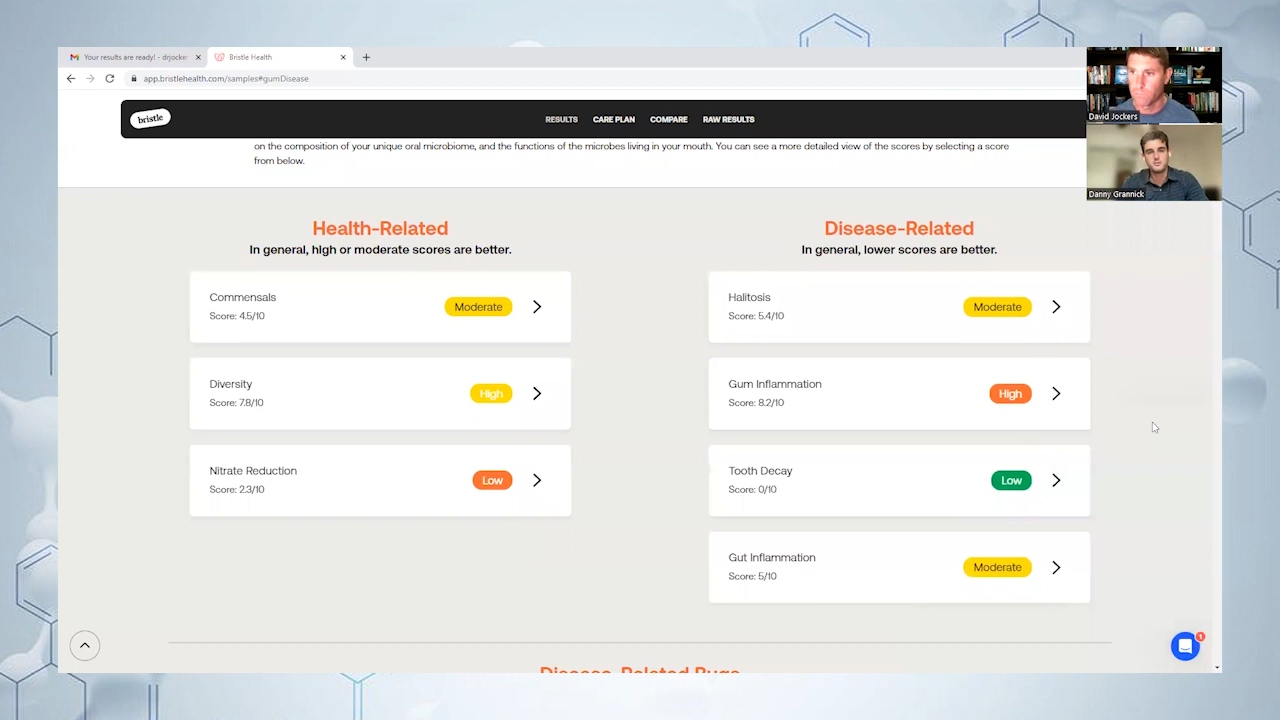 Your results are ready! - drjocke
Bristle Health
app.bristlehealth.com/samples#gumDisease
bristle
RESULTS
CARE PLAN
COMPARE
RAW RESULTS
on the composition of your unique oral microbiome, and the functions of the microbes living in your mouth. You can see a more detailed view of the scores by selecting a score
from below.
David Jockers
Danny Grannick
Health-Related
In general, high or moderate scores are better.
Commensals
Score: 4.5/10
Moderate
Diversity
Score: 7.8/10
High
Nitrate Reduction
Score: 2.3/10
Low
Disease-Related
In general, lower scores are better.
Halitosis
Score: 5.4/10
Moderate
Gum Inflammation
Score: 8.2/10
High
Tooth Decay
Score: 0/10
Low
Gut Inflammation
Score: 5/10
Moderate
1
Disease-Related Bugs